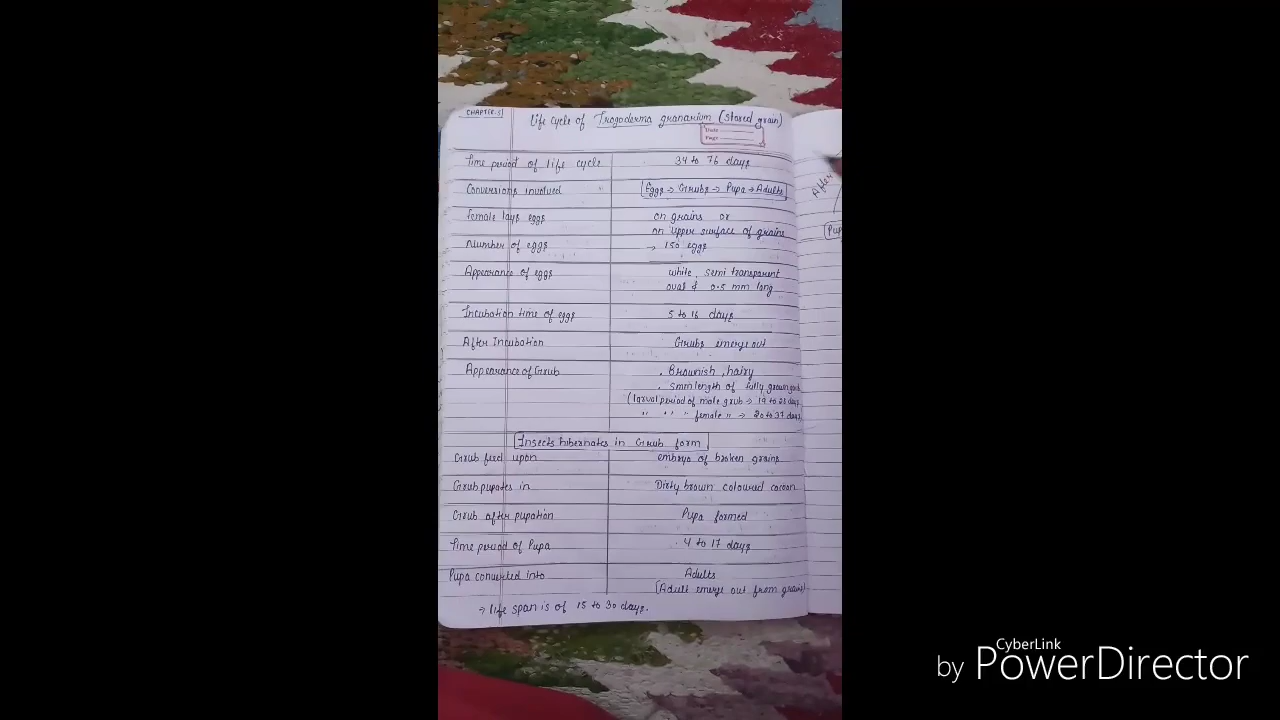 CHAPTER-3
Life cycle of Trogoderma granarium (Stored grain)
Date
Page
Time period of life cycle 34 to 76 days
Conversions involved Eggs → Grubs → Pupa → Adults
Female lays eggs on grains or
on upper surface of grains
Number of eggs → 150 eggs
Appearance of eggs white, semi transparent
oval & 0.5 mm long
Incubation time of eggs 5 to 16 days
After Incubation Grubs emerge out
Appearance of Grub . Brownish, hairy
. 5mm length of fully grown grub
(larval period of male grub → 19 to 25 days
" " " female " → 20 to 37 days
Insects hibernates in Grub form
Grub feed upon embryo of broken grains
Grub pupates in Dirty brown coloured cocoon
Grub after pupation Pupa formed
Time period of Pupa 4 to 17 days
Pupa converted into Adults
(Adult emerge out from grains)
→ life span is of 15 to 30 days.
After
Pup
CyberLink
by PowerDirector